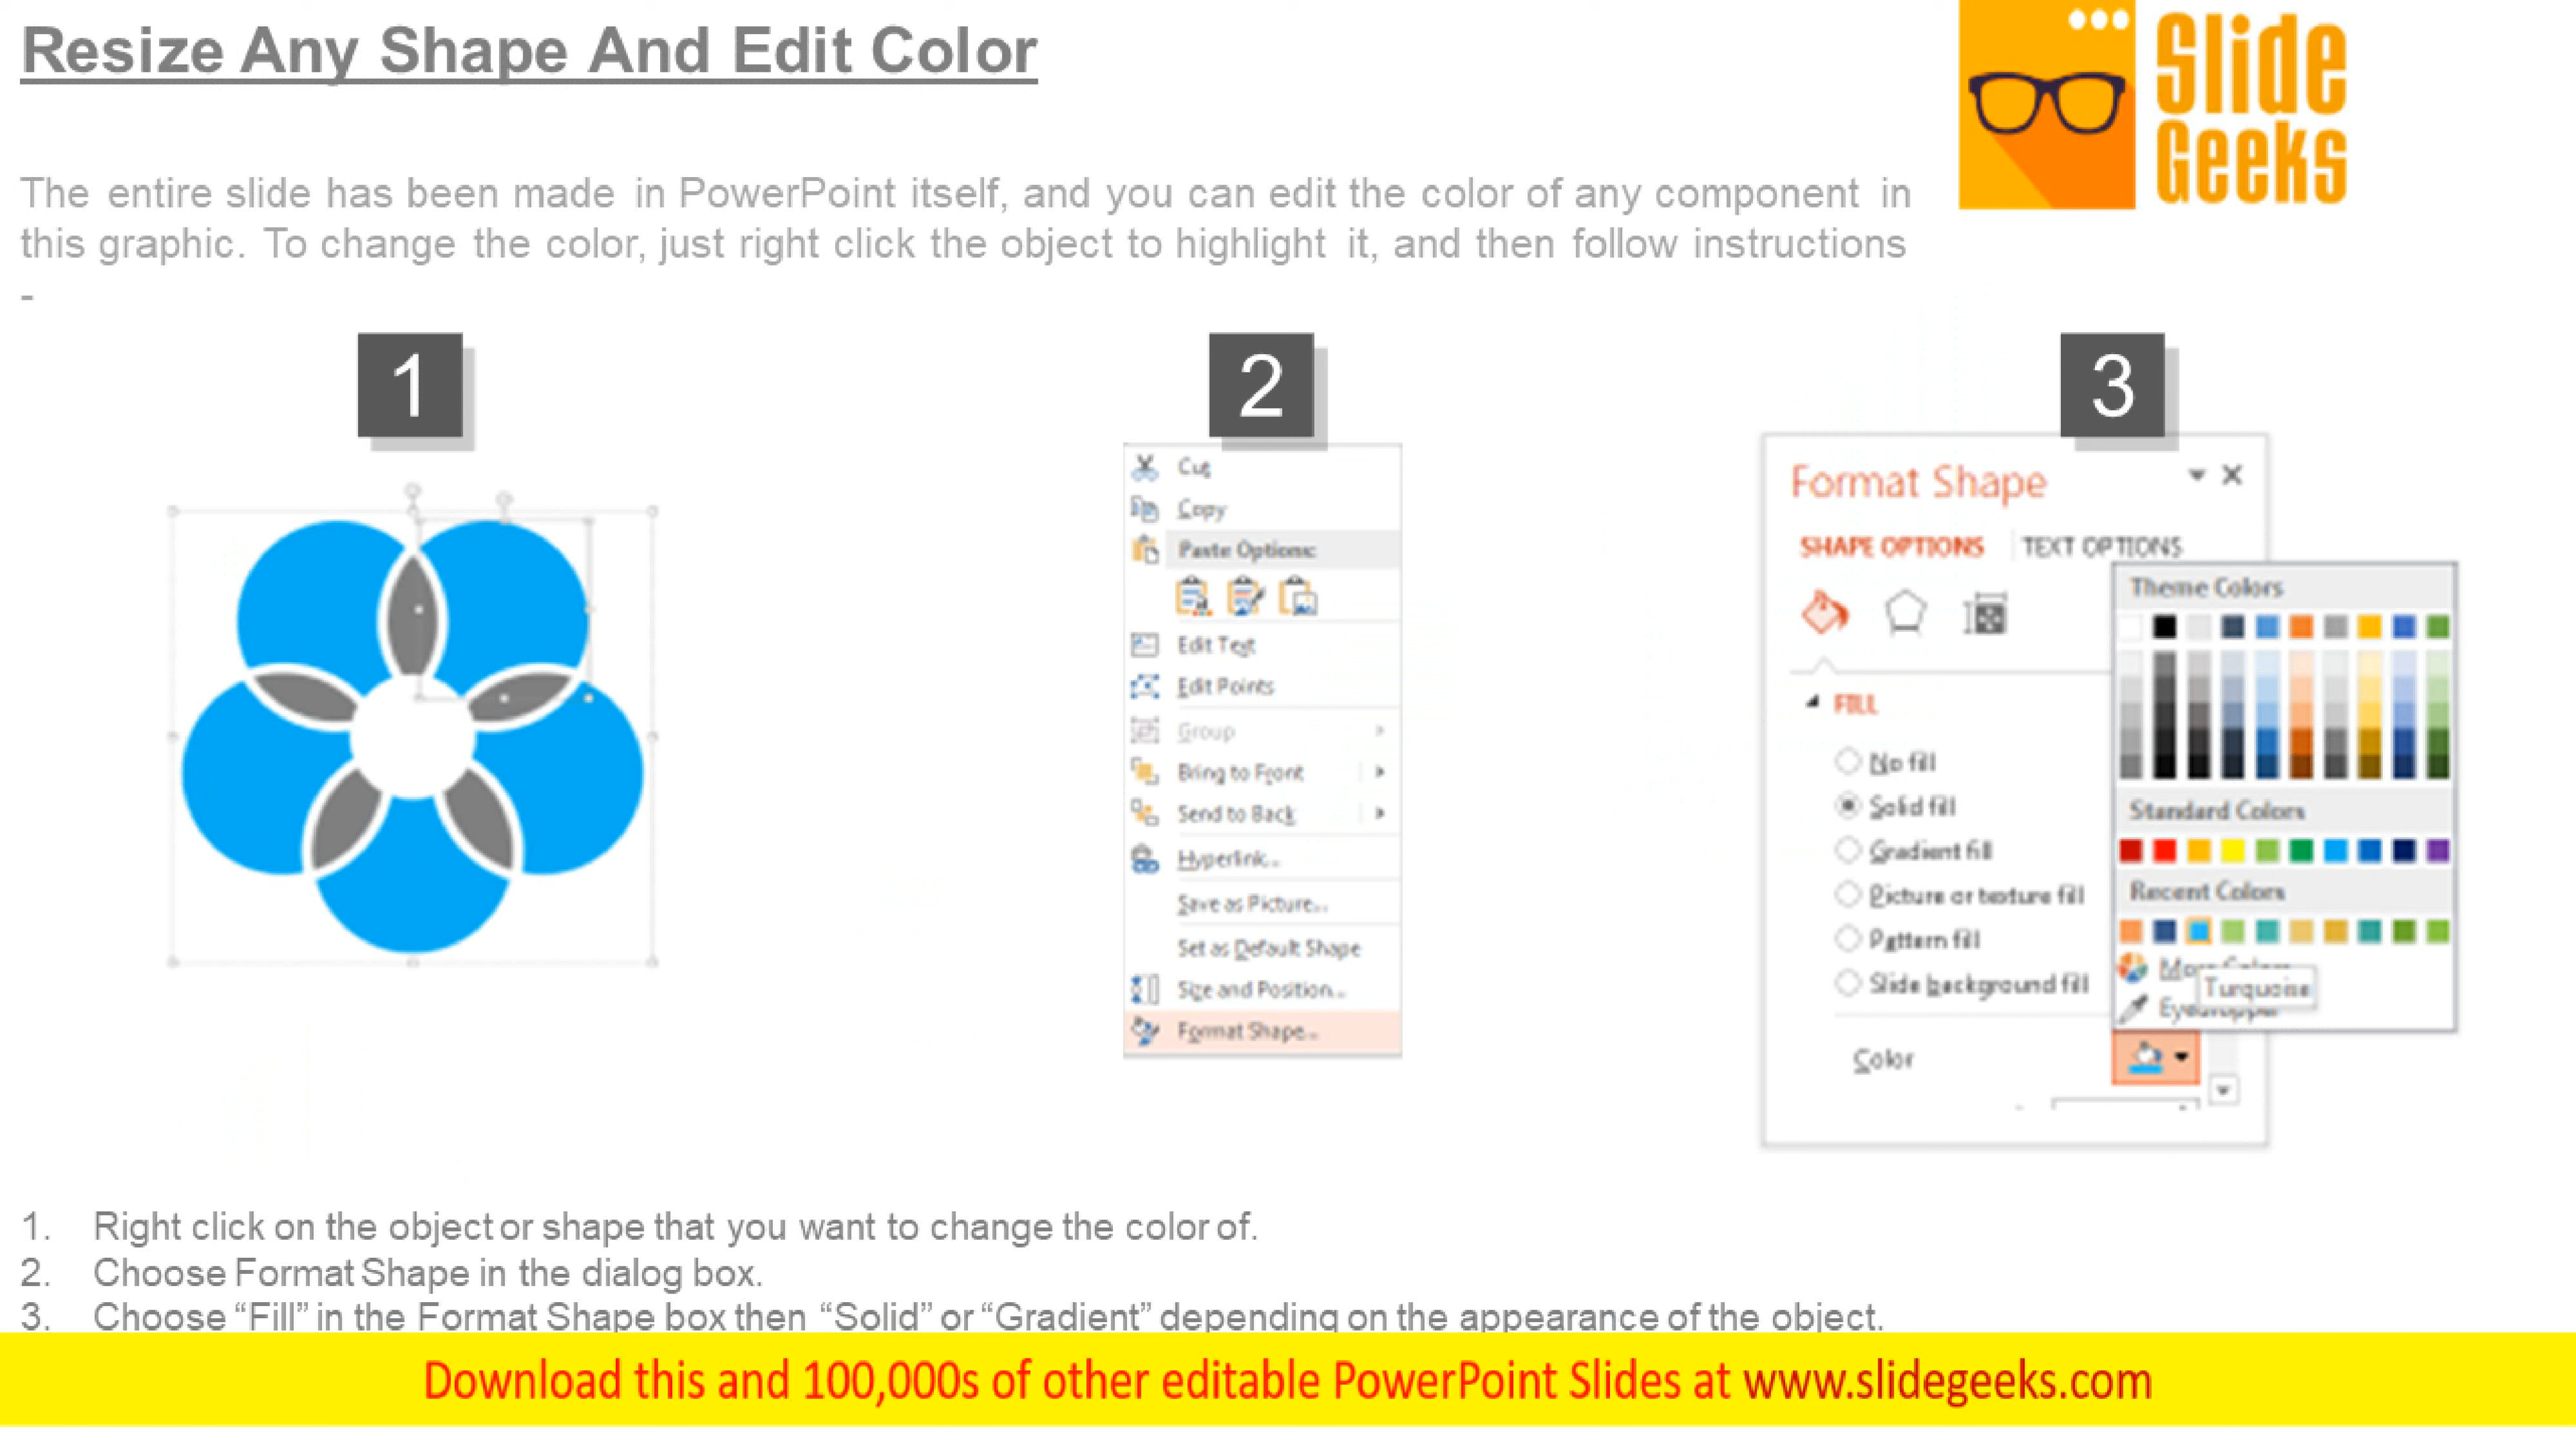 Resize Any Shape And Edit Color
Slide
Geeks
The entire slide has been made in PowerPoint itself, and you can edit the color of any component in
this graphic. To change the color, just right click the object to highlight it, and then follow instructions
-
1
2
3
Cut
Copy
Paste Options:
Edit Text
Edit Points
Group
Bring to Front
Send to Back
Hyperlink...
Save as Picture...
Set as Default Shape
Size and Position...
Format Shape...
Format Shape
SHAPE OPTIONS TEXT OPTIONS
FILL
No fill
Solid fill
Gradient fill
Picture or texture fill
Pattern fill
Slide background fill
Color
Theme Colors
Standard Colors
Recent Colors
Turquoise
1. Right click on the object or shape that you want to change the color of.
2. Choose Format Shape in the dialog box.
3. Choose “Fill” in the Format Shape box then “Solid” or “Gradient” depending on the appearance of the object.
Download this and 100,000s of other editable PowerPoint Slides at www.slidegeeks.com